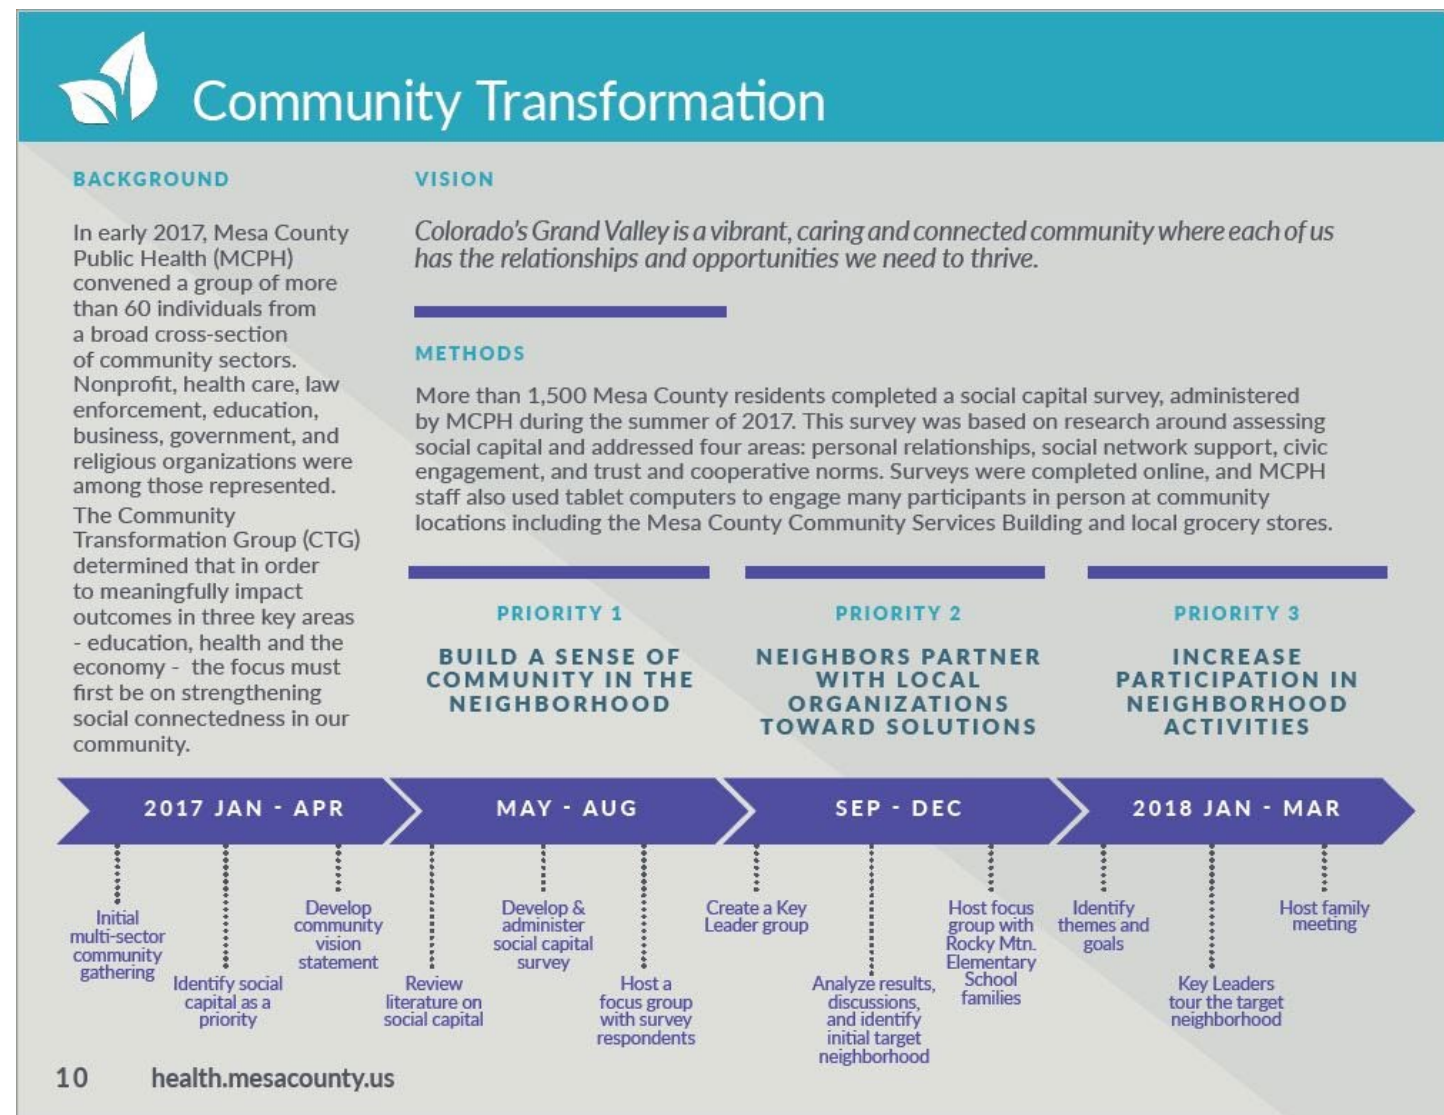 Community Transformation
BACKGROUND
In early 2017, Mesa County
Public Health (MCPH)
convened a group of more
than 60 individuals from
a broad cross-section
of community sectors.
Nonprofit, health care, law
enforcement, education,
business, government, and
religious organizations were
among those represented.
The Community
Transformation Group (CTG)
determined that in order
to meaningfully impact
outcomes in three key areas
- education, health and the
economy -  the focus must
first be on strengthening
social connectedness in our
community.
VISION
Colorado's Grand Valley is a vibrant, caring and connected community where each of us
has the relationships and opportunities we need to thrive.
METHODS
More than 1,500 Mesa County residents completed a social capital survey, administered
by MCPH during the summer of 2017. This survey was based on research around assessing
social capital and addressed four areas: personal relationships, social network support, civic
engagement, and trust and cooperative norms. Surveys were completed online, and MCPH
staff also used tablet computers to engage many participants in person at community
locations including the Mesa County Community Services Building and local grocery stores.
PRIORITY 1
BUILD A SENSE OF
COMMUNITY IN THE
NEIGHBORHOOD
PRIORITY 2
NEIGHBORS PARTNER
WITH LOCAL
ORGANIZATIONS
TOWARD SOLUTIONS
PRIORITY 3
INCREASE
PARTICIPATION IN
NEIGHBORHOOD
ACTIVITIES
2017 JAN - APR
Initial
multi-sector
community
gathering
Identify social
capital as a
priority
Develop
community
vision
statement
MAY - AUG
Review
literature on
social capital
Develop &
administer
social capital
survey
Host a
focus group
with survey
respondents
SEP - DEC
Create a Key
Leader group
Analyze results,
discussions,
and identify
initial target
neighborhood
Host focus
group with
Rocky Mtn.
Elementary
School
families
2018 JAN - MAR
Identify
themes and
goals
Key Leaders
tour the target
neighborhood
Host family
meeting
10
health.mesacounty.us